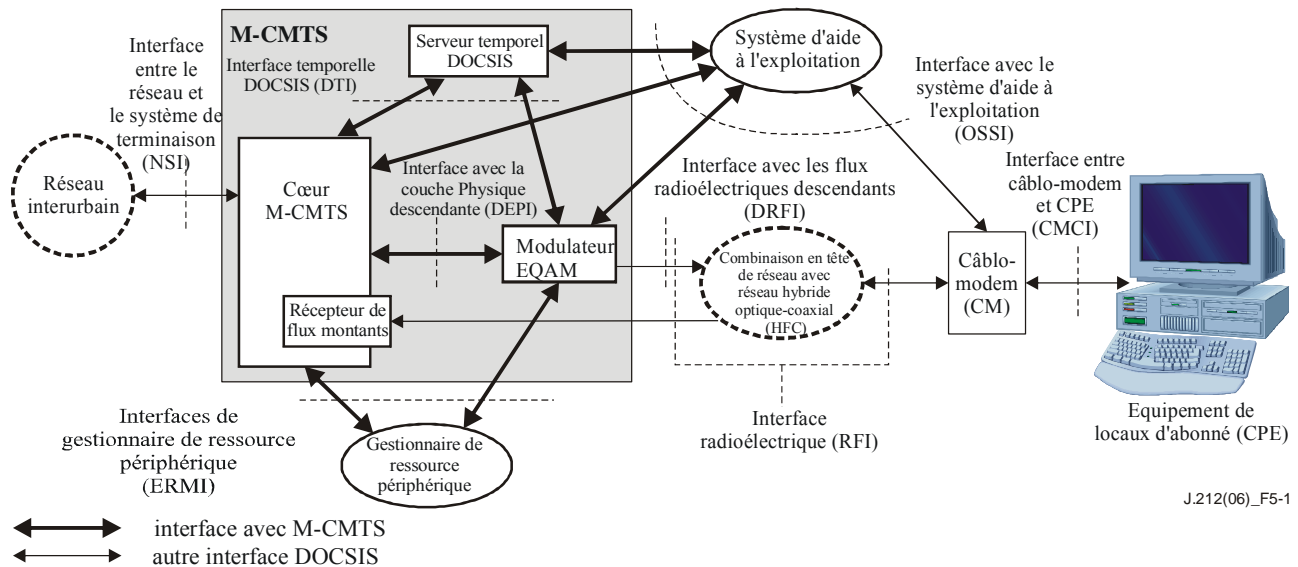 M-CMTS
Serveur temporel
DOCSIS
Interface temporelle
DOCSIS (DTI)
Système d'aide
à l'exploitation
Interface
entre le
réseau et
le système de
terminaison
(NSI)
Interface avec le
système d'aide à
l'exploitation
(OSSI)
Réseau
interurbain
Cœur
M-CMTS
Interface avec la
couche Physique
descendante (DEPI)
Interface avec les flux
radioélectriques descendants
(DRFI)
Interface entre
câblo-modem
et CPE
(CMCI)
Modulateur
EQAM
Combinaison en tête
de réseau avec
réseau hybride
optique-coaxial
(HFC)
Câblo-
modem
(CM)
Récepteur de
flux montants
Interfaces de
gestionnaire de ressource
périphérique
(ERMI)
Gestionnaire de
ressource
périphérique
Interface
radioélectrique (RFI)
Equipement de
locaux d'abonné (CPE)
J.212(06)_F5-1
interface avec M-CMTS
autre interface DOCSIS